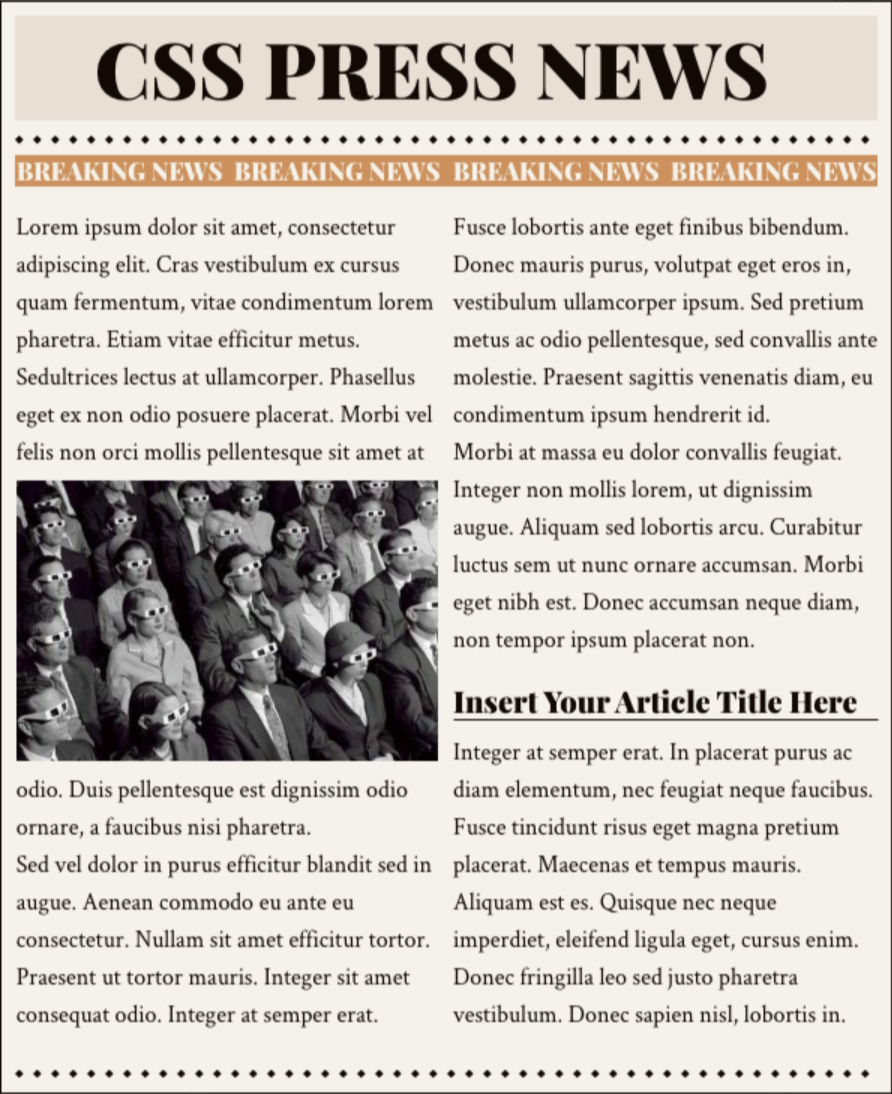 CSS PRESS NEWS
BREAKING NEWS BREAKING NEWS BREAKING NEWS BREAKING NEWS
Lorem ipsum dolor sit amet, consectetur
adipiscing elit. Cras vestibulum ex cursus
quam fermentum, vitae condimentum lorem
pharetra. Etiam vitae efficitur metus.
Sedultrices lectus at ullamcorper. Phasellus
eget ex non odio posuere placerat. Morbi vel
felis non orci mollis pellentesque sit amet at
odio. Duis pellentesque est dignissim odio
ornare, a faucibus nisi pharetra.
Sed vel dolor in purus efficitur blandit sed in
augue. Aenean commodo eu ante eu
consectetur. Nullam sit amet efficitur tortor.
Praesent ut tortor mauris. Integer sit amet
consequat odio. Integer at semper erat.
Fusce lobortis ante eget finibus bibendum.
Donec mauris purus, volutpat eget eros in,
vestibulum ullamcorper ipsum. Sed pretium
metus ac odio pellentesque, sed convallis ante
molestie. Praesent sagittis venenatis diam, eu
condimentum ipsum hendrerit id.
Morbi at massa eu dolor convallis feugiat.
Integer non mollis lorem, ut dignissim
augue. Aliquam sed lobortis arcu. Curabitur
luctus sem ut nunc ornare accumsan. Morbi
eget nibh est. Donec accumsan neque diam,
non tempor ipsum placerat non.
Insert Your Article Title Here
Integer at semper erat. In placerat purus ac
diam elementum, nec feugiat neque faucibus.
Fusce tincidunt risus eget magna pretium
placerat. Maecenas et tempus mauris.
Aliquam est es. Quisque nec neque
imperdiet, eleifend ligula eget, cursus enim.
Donec fringilla leo sed justo pharetra
vestibulum. Donec sapien nisl, lobortis in.